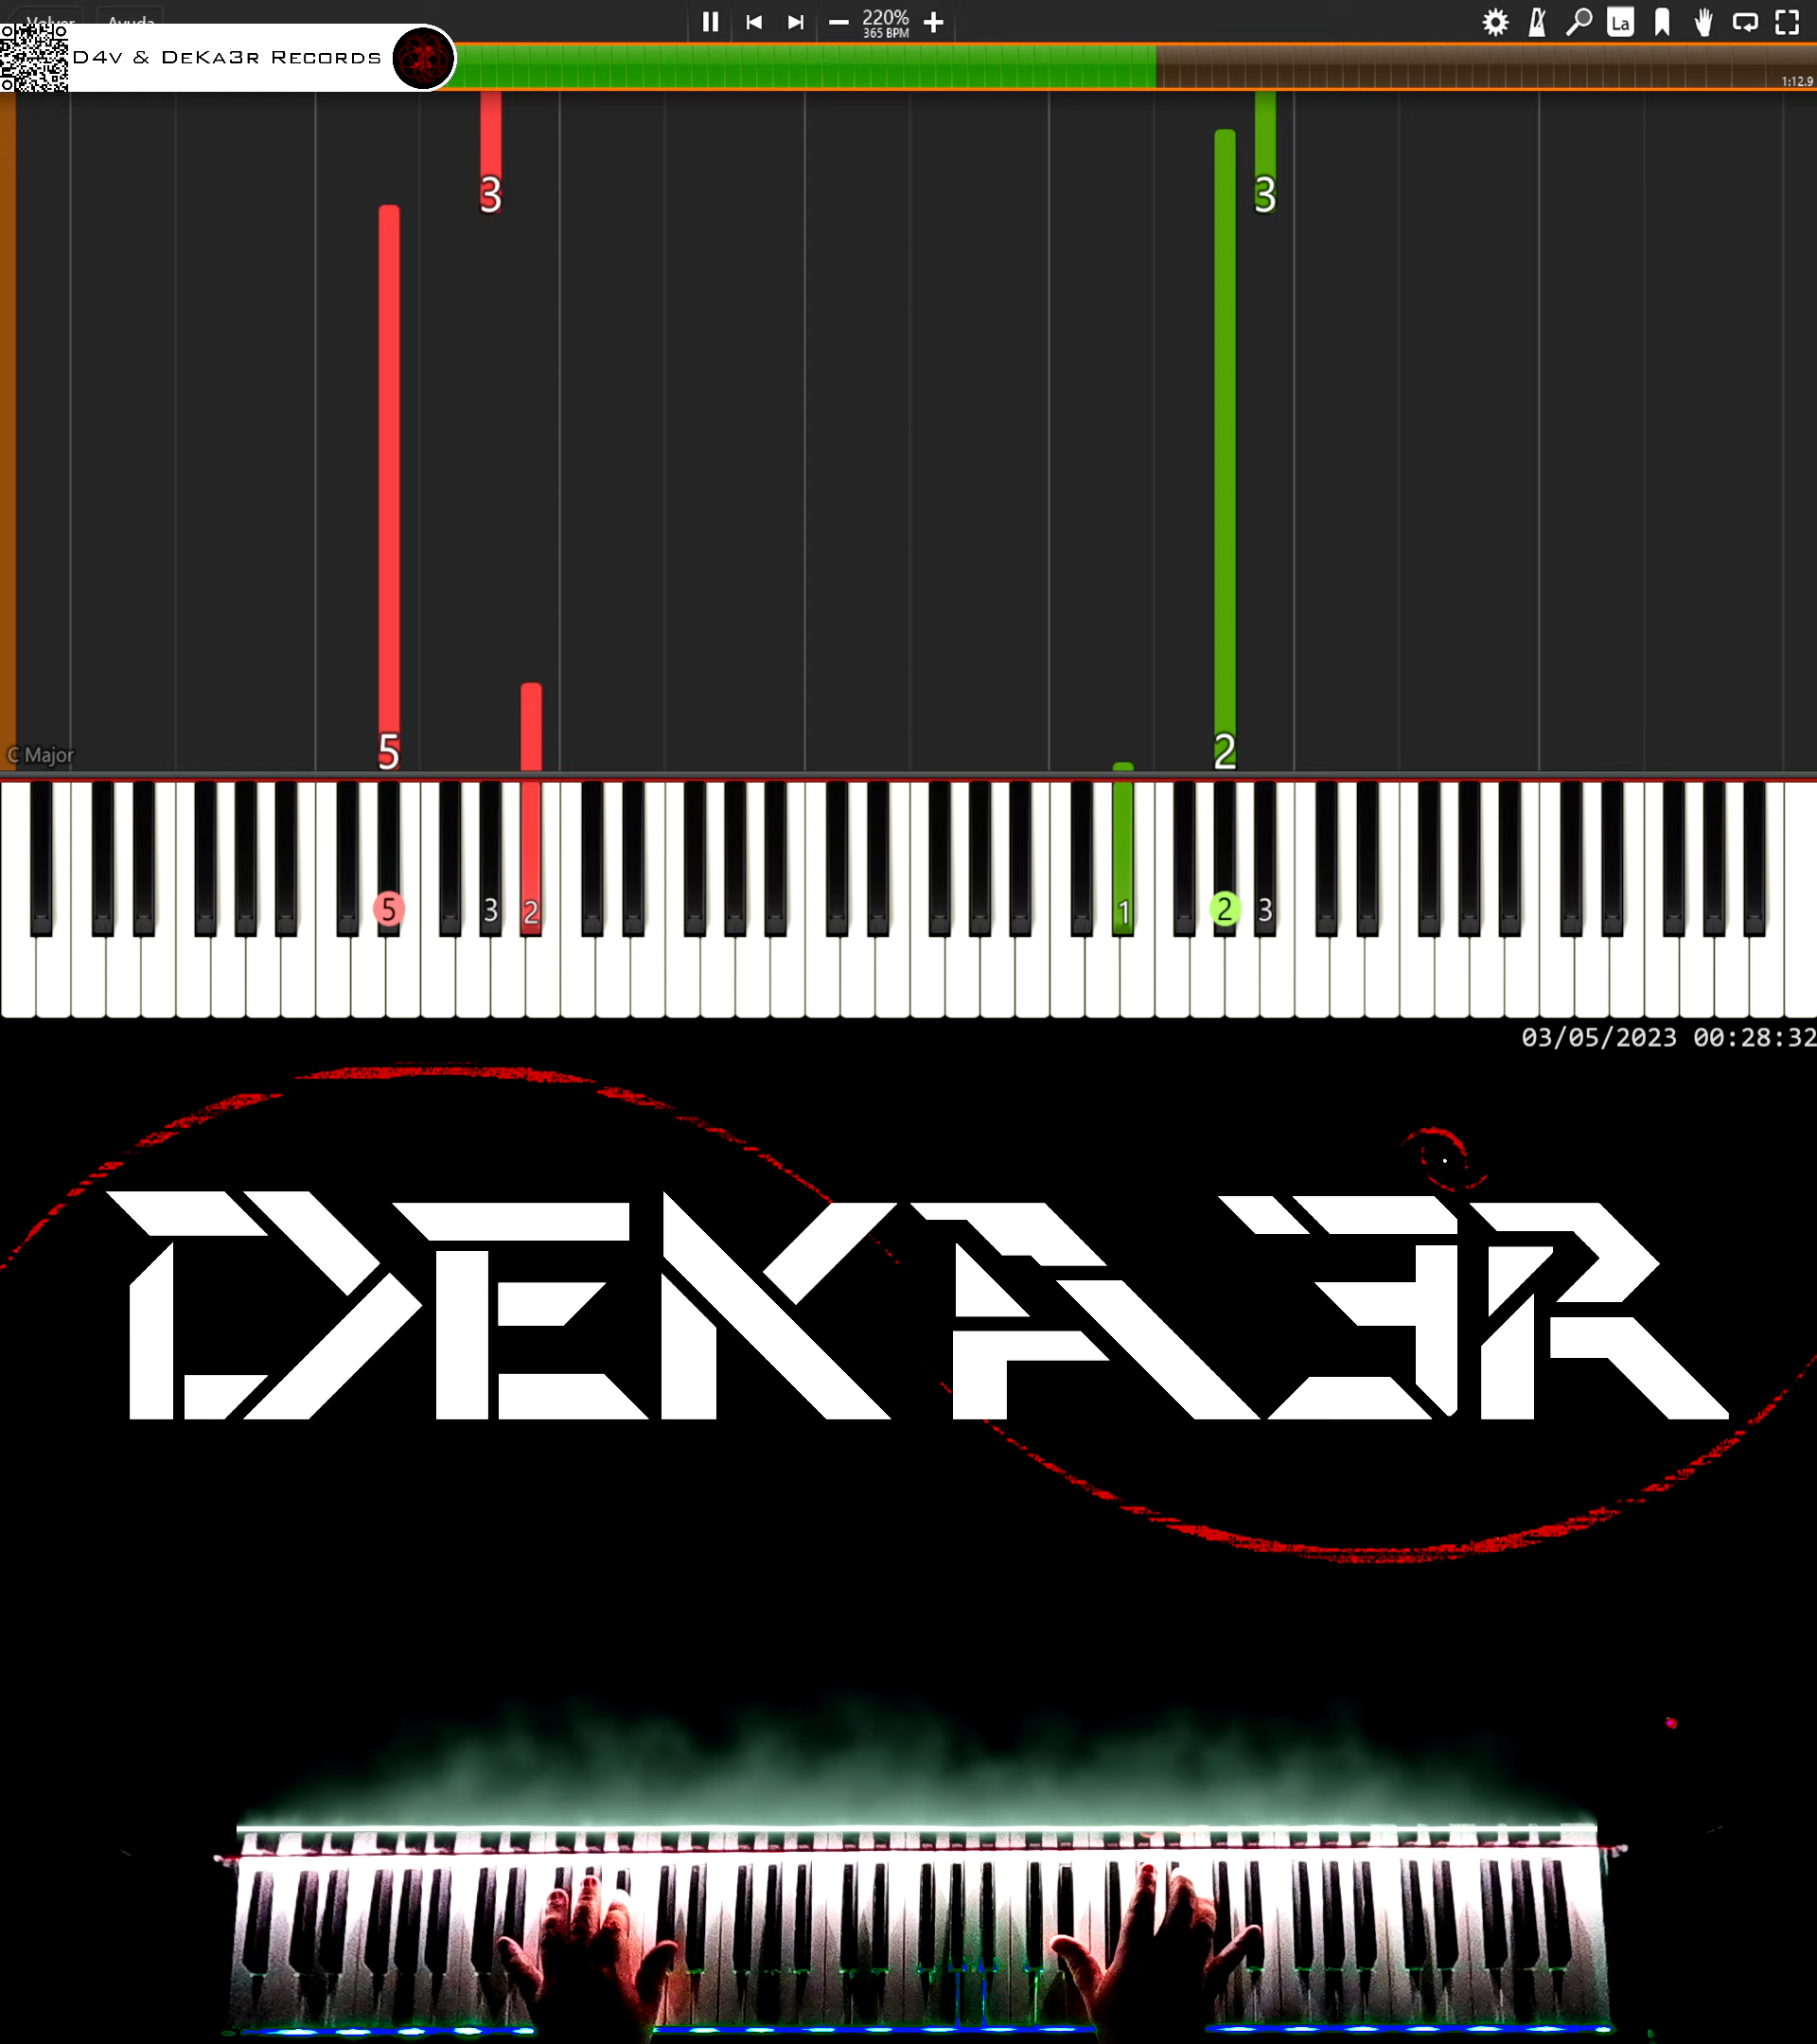 Volver Ayuda
220%
365 BPM
La
D4v & DeKa3r Records
1:12.9
3 3
5 2
C Major
5 3 2 1 2 3
03/05/2023 00:28:32
DEKA3R